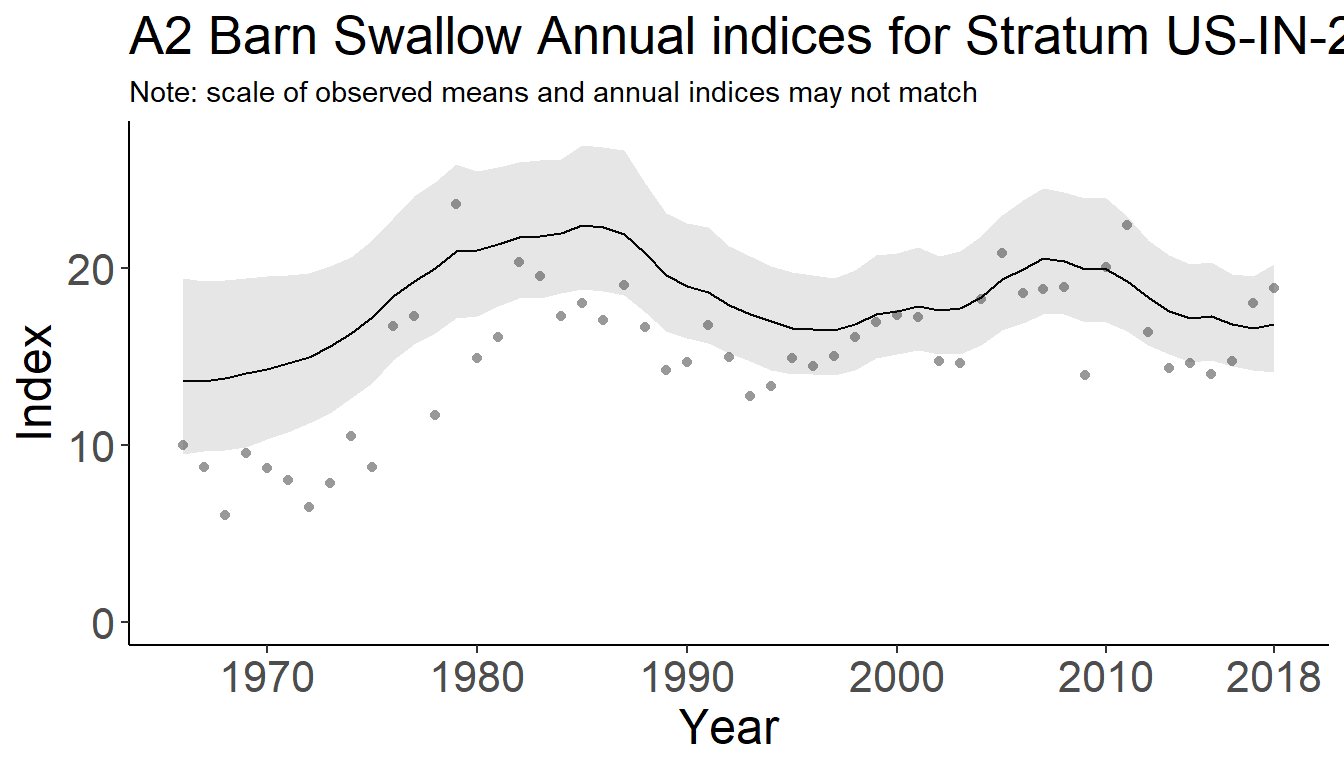 A2 Barn Swallow Annual indices for Stratum US-IN-2
Note: scale of observed means and annual indices may not match
Index
20
10
0
1970 1980 1990 2000 2010 2018
Year